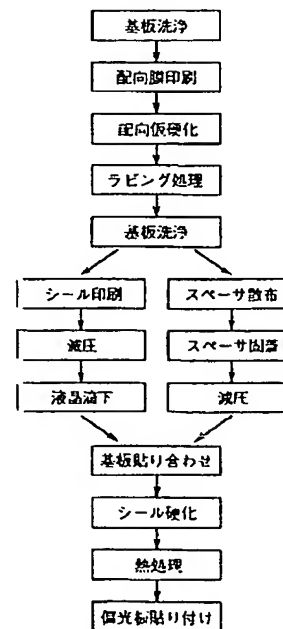 基板洗浄
配向膜印刷
配向仮硬化
ラビング処理
基板洗浄
シール印刷
スペーサ散布
減圧
スペーサ固着
液晶滴下
減圧
基板貼り合わせ
シール硬化
熱処理
偏光板貼り付け